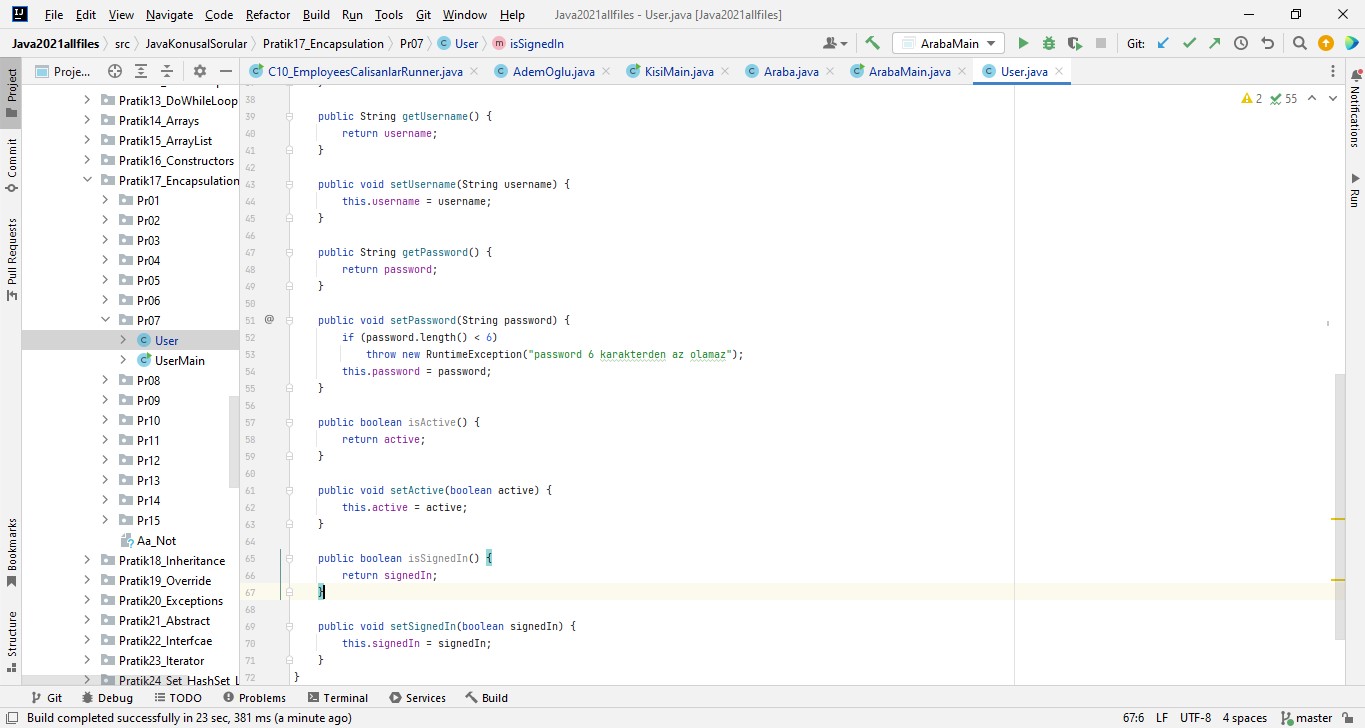 File Edit View Navigate Code Refactor Build Run Tools Git Window Help Java2021allfiles - User.java [Java2021allfiles]
Java2021allfiles src JavaKonusalSorular Pratik17_Encapsulation Pr07 User isSignedIn ArabaMain Git:
Proje... C10_EmployeesCalisanlarRunner.java AdemOglu.java KisiMain.java Araba.java ArabaMain.java User.java
Project
Commit
Pull Requests
Bookmarks
Structure
Notifications
Run
Pratik13_DoWhileLoop
Pratik14_Arrays
Pratik15_ArrayList
Pratik16_Constructors
Pratik17_Encapsulation
Pr01
Pr02
Pr03
Pr04
Pr05
Pr06
Pr07
User
UserMain
Pr08
Pr09
Pr10
Pr11
Pr12
Pr13
Pr14
Pr15
Aa_Not
Pratik18_Inheritance
Pratik19_Override
Pratik20_Exceptions
Pratik21_Abstract
Pratik22_Interfcae
Pratik23_Iterator
Pratik24_Set_HashSet_L
2 55
38
39 public String getUsername() {
40 return username;
41 }
42
43 public void setUsername(String username) {
44 this.username = username;
45 }
46
47 public String getPassword() {
48 return password;
49 }
50
51 @ public void setPassword(String password) {
52 if (password.length() < 6)
53 throw new RuntimeException("password 6 karakterden az olamaz");
54 this.password = password;
55 }
56
57 public boolean isActive() {
58 return active;
59 }
60
61 public void setActive(boolean active) {
62 this.active = active;
63 }
64
65 public boolean isSignedIn() {
66 return signedIn;
67 }
68
69 public void setSignedIn(boolean signedIn) {
70 this.signedIn = signedIn;
71 }
72 }
Git Debug TODO Problems Terminal Services Build
Build completed successfully in 23 sec, 381 ms (a minute ago) 67:6 LF UTF-8 4 spaces master